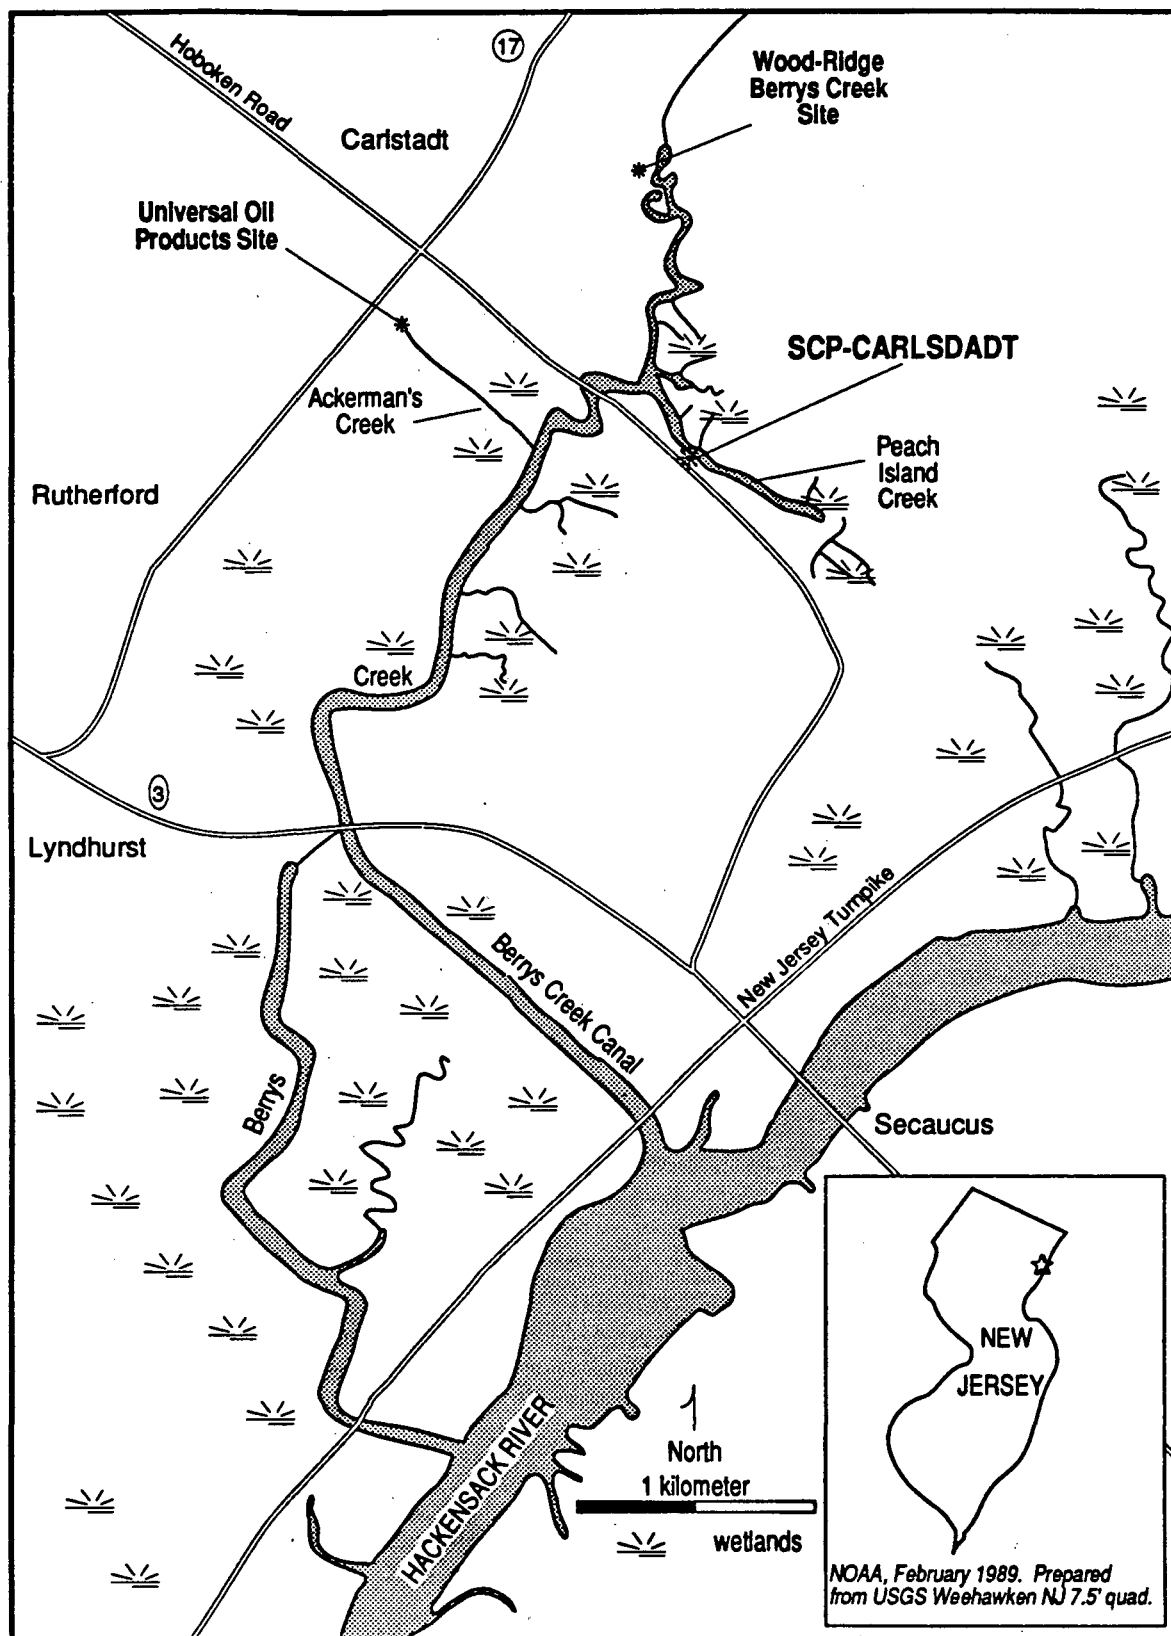 17
Hoboken Road
Wood-Ridge
Berrys Creek
Site
Carlstadt
Universal Oil
Products Site
SCP-CARLSDADT
Ackerman's
Creek
Peach
Island
Creek
Rutherford
Creek
3
Lyndhurst
New Jersey Turnpike
Berrys Creek Canal
Berrys
Secaucus
NEW
JERSEY
HACKENSACK RIVER
North
1 kilometer
wetlands
NOAA, February 1989. Prepared
from USGS Weehawken NJ 7.5' quad.